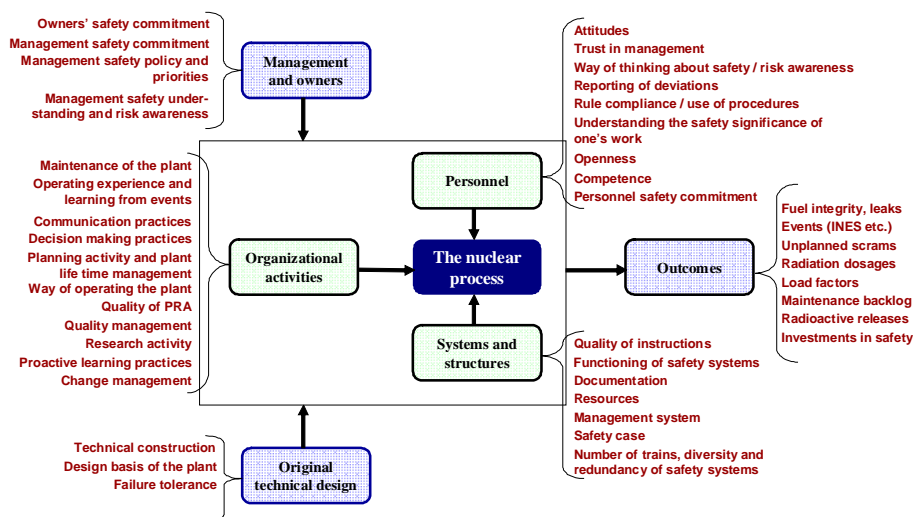 Owners' safety commitment
Management safety commitment
Management safety policy and
priorities
Management safety under-
standing and risk awareness
Management
and owners
Attitudes
Trust in management
Way of thinking about safety / risk awareness
Reporting of deviations
Rule compliance / use of procedures
Understanding the safety significance of
one's work
Openness
Competence
Personnel safety commitment
Personnel
Maintenance of the plant
Operating experience and
learning from events
Communication practices
Decision making practices
Planning activity and plant
life time management
Way of operating the plant
Quality of PRA
Quality management
Research activity
Proactive learning practices
Change management
Organizational
activities
The nuclear
process
Outcomes
Fuel integrity, leaks
Events (INES etc.)
Unplanned scrams
Radiation dosages
Load factors
Maintenance backlog
Radioactive releases
Investments in safety
Systems and
structures
Quality of instructions
Functioning of safety systems
Documentation
Resources
Management system
Safety case
Number of trains, diversity and
redundancy of safety systems
Technical construction
Design basis of the plant
Failure tolerance
Original
technical design